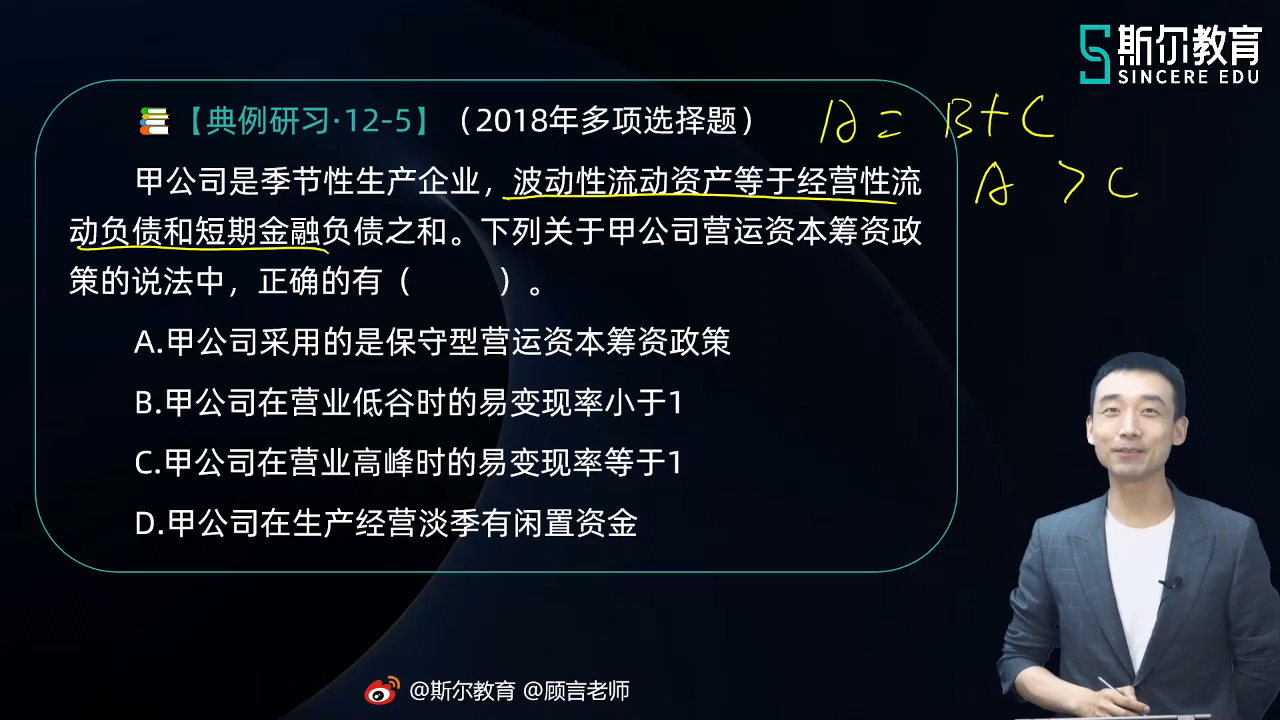 斯尔教育
SINCERE EDU
【典例研习·12-5】（2018年多项选择题）
A = B+C
甲公司是季节性生产企业，波动性流动资产等于经营性流
A > C
动负债和短期金融负债之和。下列关于甲公司营运资本筹资政
策的说法中，正确的有（　　）。
A.甲公司采用的是保守型营运资本筹资政策
B.甲公司在营业低谷时的易变现率小于1
C.甲公司在营业高峰时的易变现率等于1
D.甲公司在生产经营淡季有闲置资金
@斯尔教育 @顾言老师